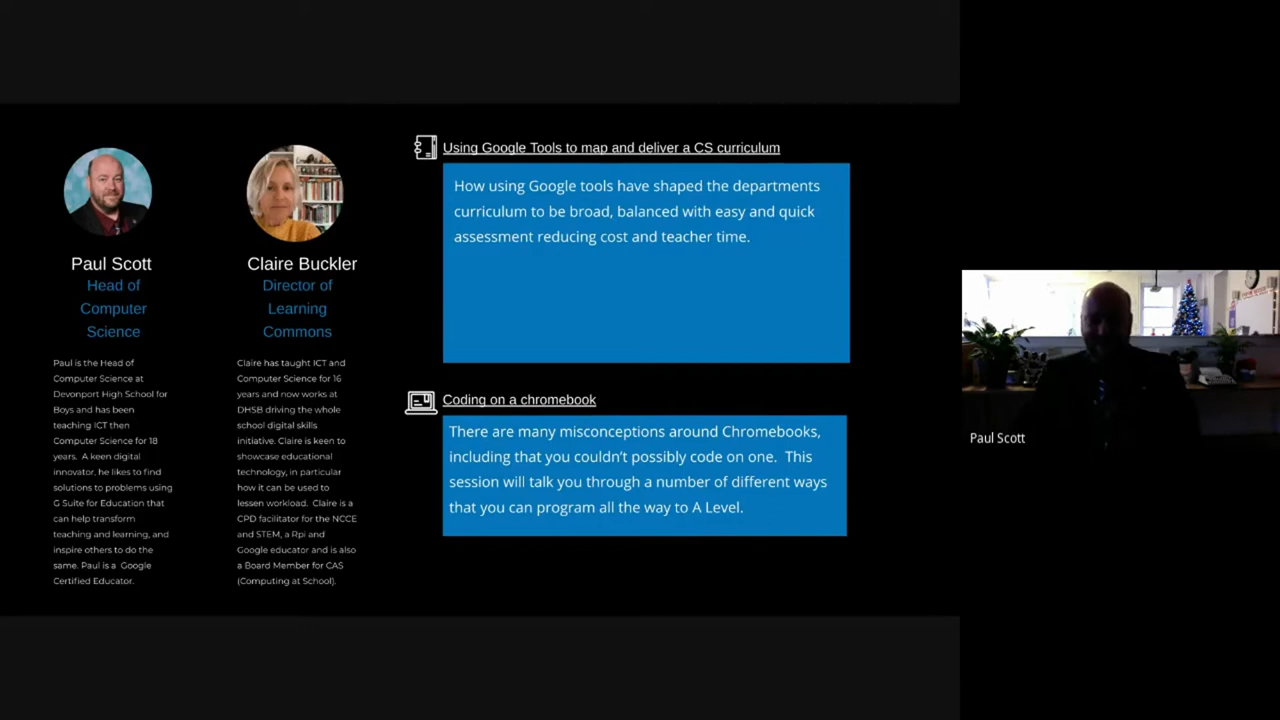 Paul Scott
Head of
Computer
Science
Paul is the Head of
Computer Science at
Devonport High School for
Boys and has been
teaching ICT then
Computer Science for 18
years.  A keen digital
innovator, he likes to find
solutions to problems using
G Suite for Education that
can help transform
teaching and learning, and
inspire others to do the
same. Paul is a  Google
Certified Educator.
Claire Buckler
Director of
Learning
Commons
Claire has taught ICT and
Computer Science for 16
years and now works at
DHSB driving the whole
school digital skills
initiative. Claire is keen to
showcase educational
technology, in particular
how it can be used to
lessen workload.  Claire is a
CPD facilitator for the NCCE
and STEM, a Rpi and
Google educator and is also
a Board Member for CAS
(Computing at School).
Using Google Tools to map and deliver a CS curriculum
How using Google tools have shaped the departments
curriculum to be broad, balanced with easy and quick
assessment reducing cost and teacher time.
Coding on a chromebook
There are many misconceptions around Chromebooks,
including that you couldn't possibly code on one.  This
session will talk you through a number of different ways
that you can program all the way to A Level.
Paul Scott